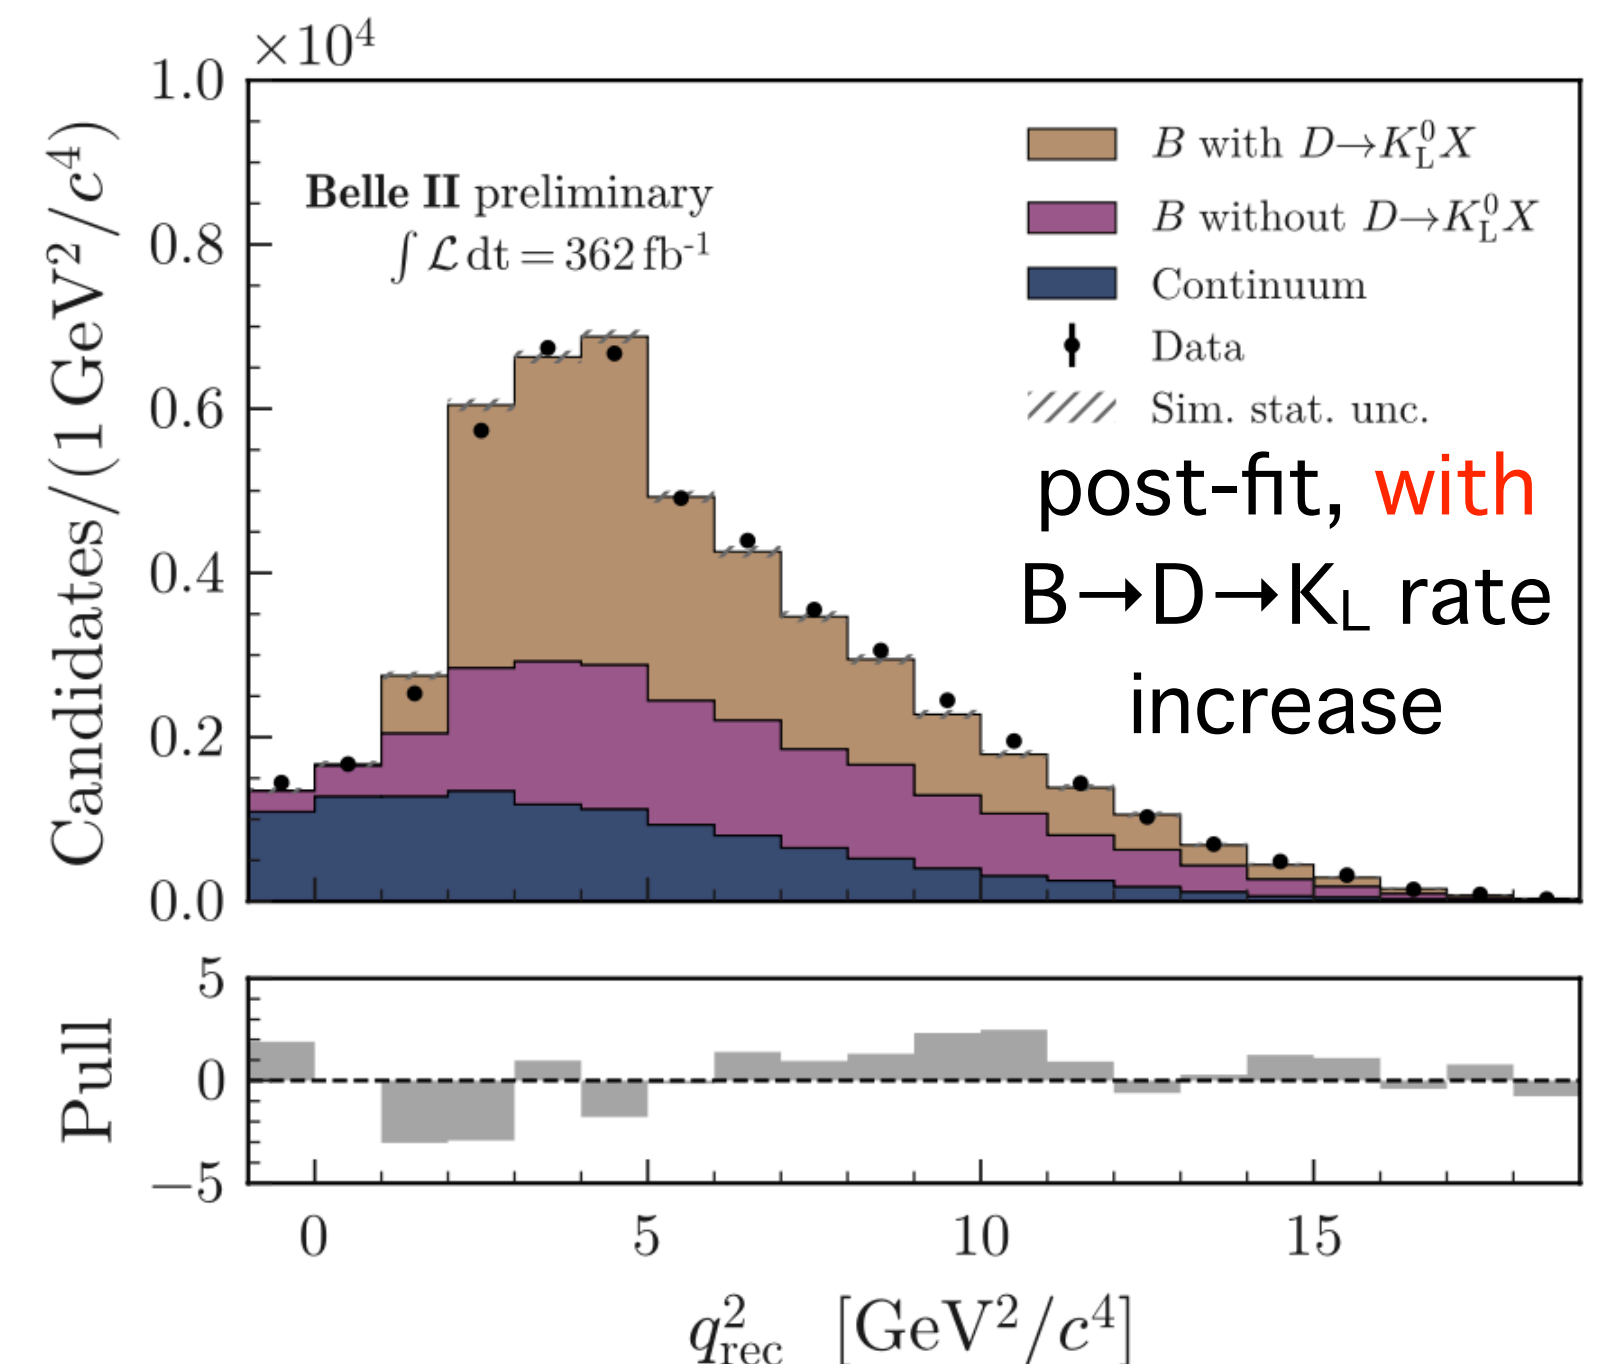 ×10⁴
1.0
0.8
0.6
0.4
0.2
0.0
Candidates/(1 GeV²/c⁴)
Belle II preliminary
∫ ℒ dt = 362 fb⁻¹
B with D→K⁰_L X
B without D→K⁰_L X
Continuum
Data
Sim. stat. unc.
post-fit, with
B→D→K_L rate
increase
5
0
−5
Pull
0 5 10 15
q²_rec [GeV²/c⁴]